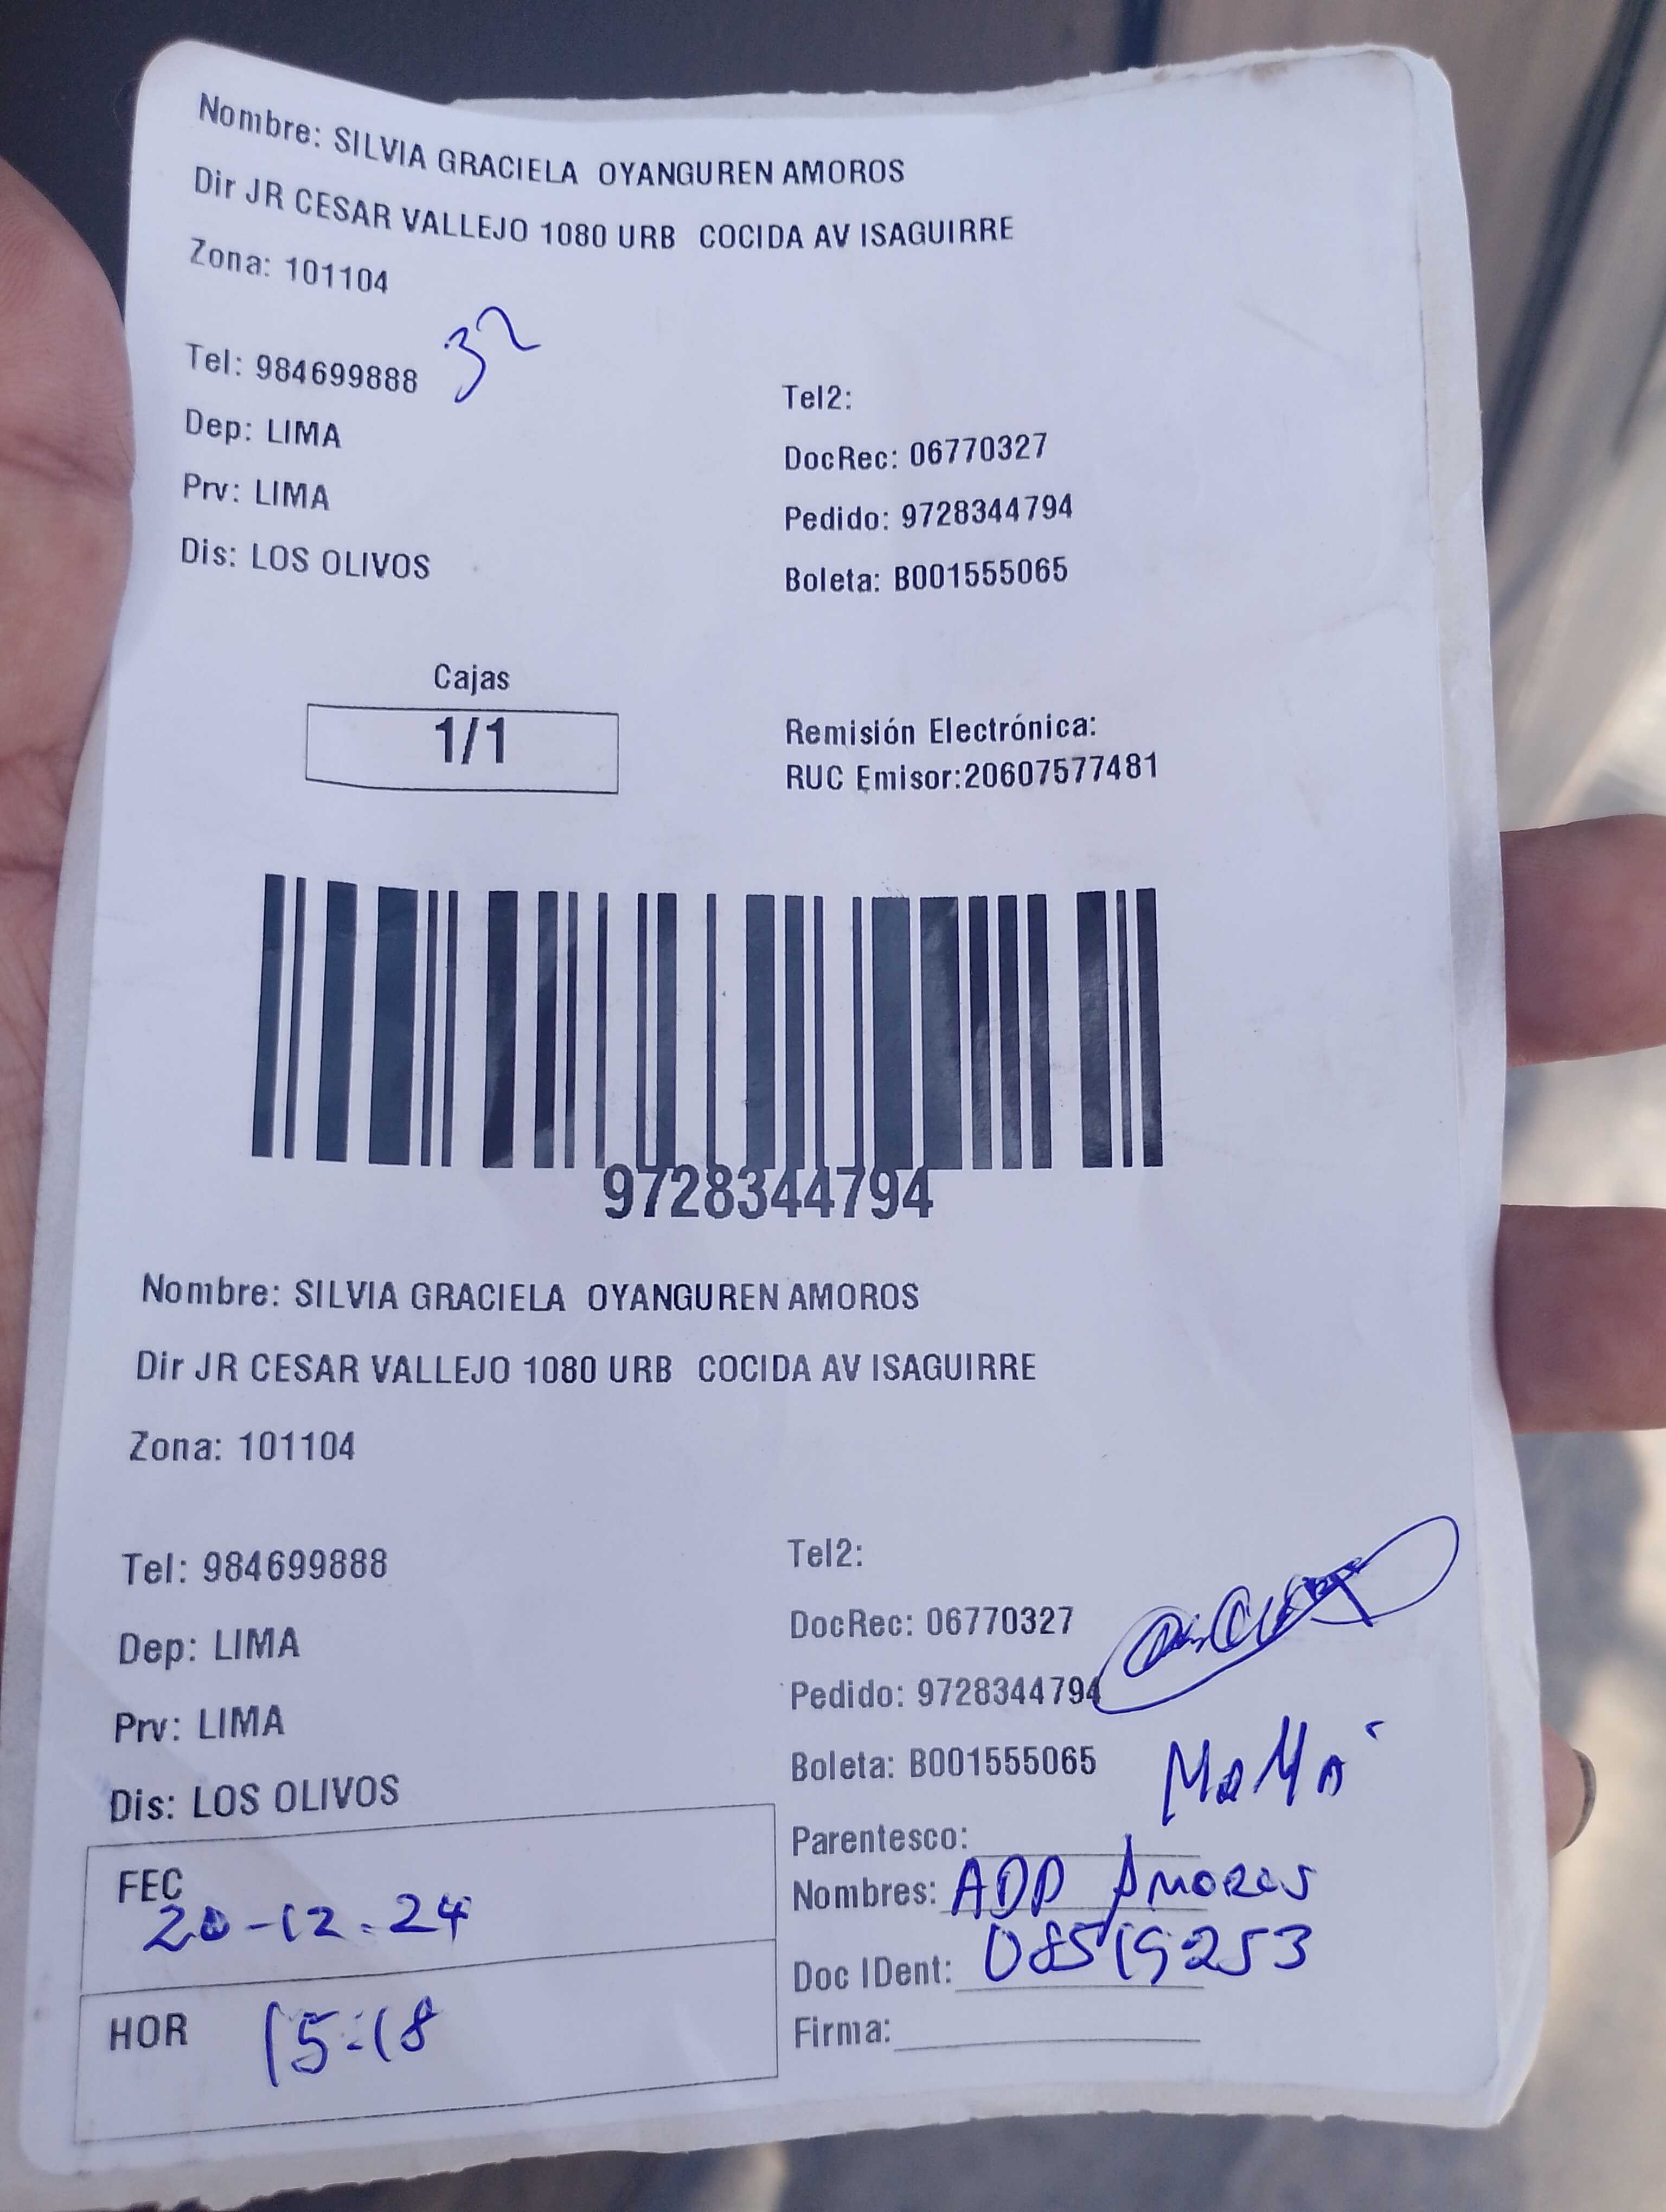 Nombre: SILVIA GRACIELA OYANGUREN AMOROS
Dir JR CESAR VALLEJO 1080 URB COCIDA AV ISAGUIRRE
Zona: 101104
32
Tel: 984699888
Tel2:
Dep: LIMA
DocRec: 06770327
Prv: LIMA
Pedido: 9728344794
Dis: LOS OLIVOS
Boleta: B001555065
Cajas
1/1
Remisión Electrónica:
RUC Emisor:20607577481
9728344794
Nombre: SILVIA GRACIELA OYANGUREN AMOROS
Dir JR CESAR VALLEJO 1080 URB COCIDA AV ISAGUIRRE
Zona: 101104
Tel: 984699888
Tel2:
Dep: LIMA
DocRec: 06770327
Prv: LIMA
Pedido: 9728344794
Dis: LOS OLIVOS
Boleta: B001555065
Parentesco: MaMá
Nombres: Amoros
Doc IDent: 08519253
Firma:
FEC 20-12-24
HOR 15:18